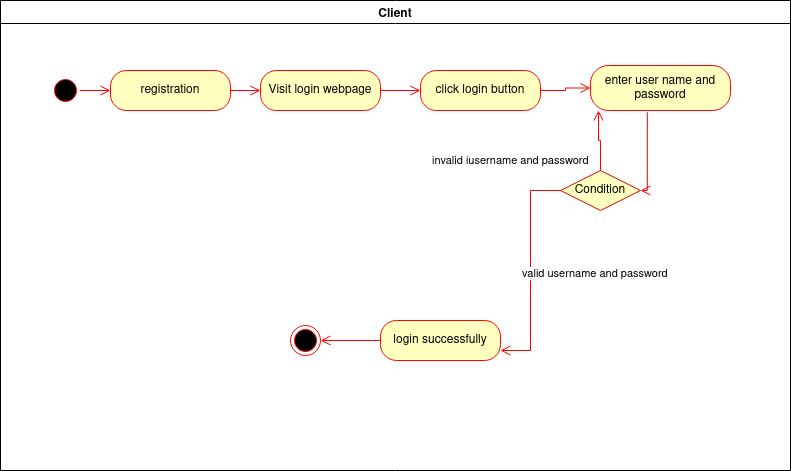 Client
registration
Visit login webpage
click login button
enter user name and
password
invalid iusername and password
Condition
valid username and password
login successfully